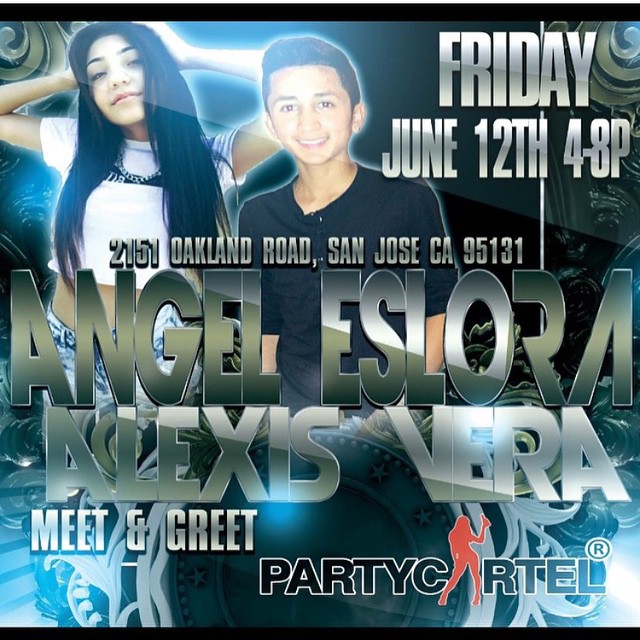 FRIDAY
JUNE 12TH 4-8P
2151 OAKLAND ROAD, SAN JOSE CA 95131
ANGEL ESLORA
ALEXIS VERA
MEET & GREET
PARTYCARTEL®